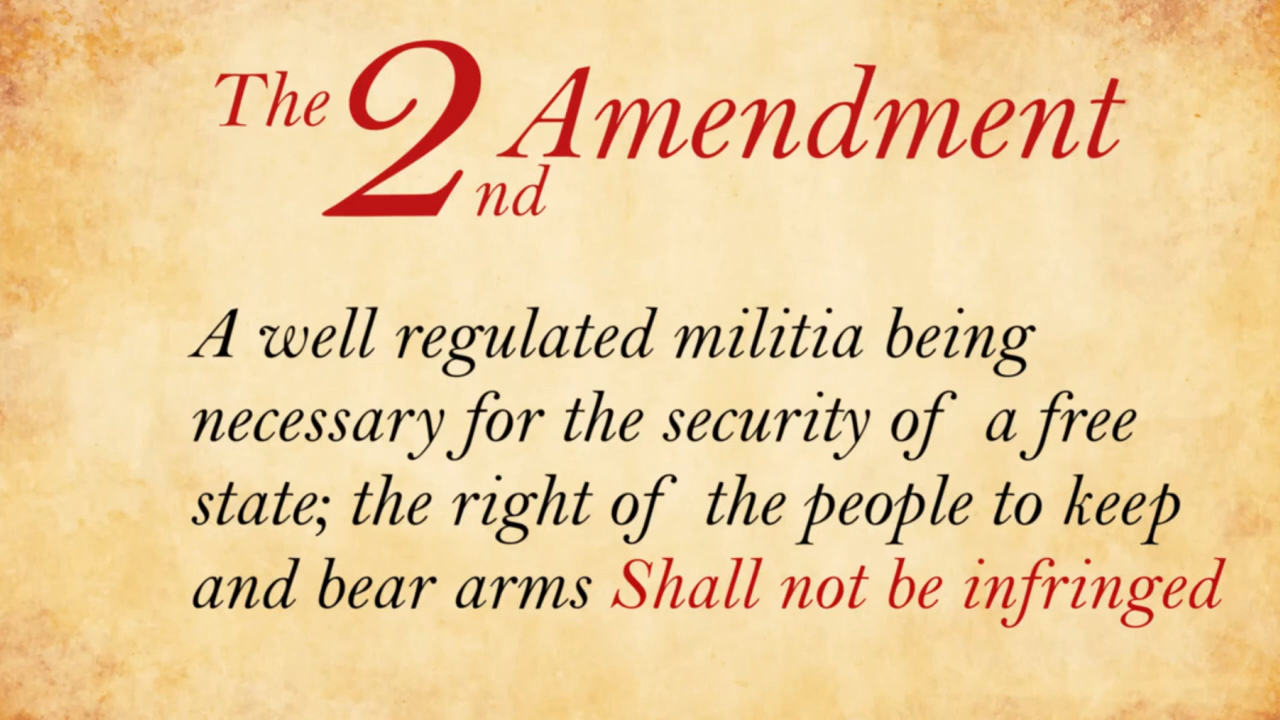 The 2nd Amendment
A well regulated militia being
necessary for the security of a free
state; the right of the people to keep
and bear arms Shall not be infringed